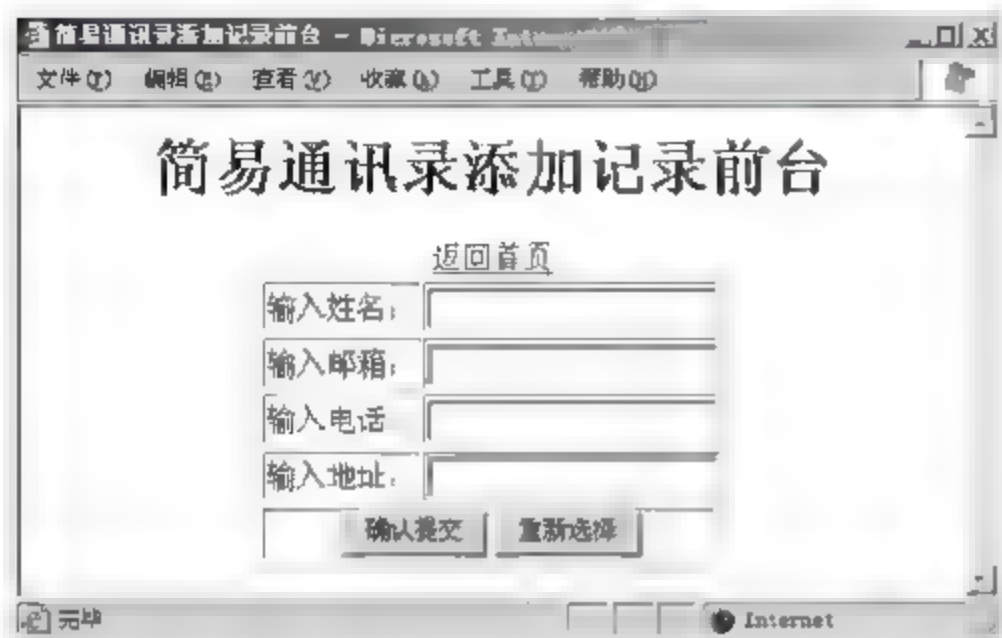 简易通讯录添加记录前台 - Microsoft
文件(F) 编辑(E) 查看(V) 收藏(A) 工具(T) 帮助(H)
简易通讯录添加记录前台
返回首页
输入姓名：
输入邮箱：
输入电话
输入地址：
确认提交 重新选择
完毕 Internet